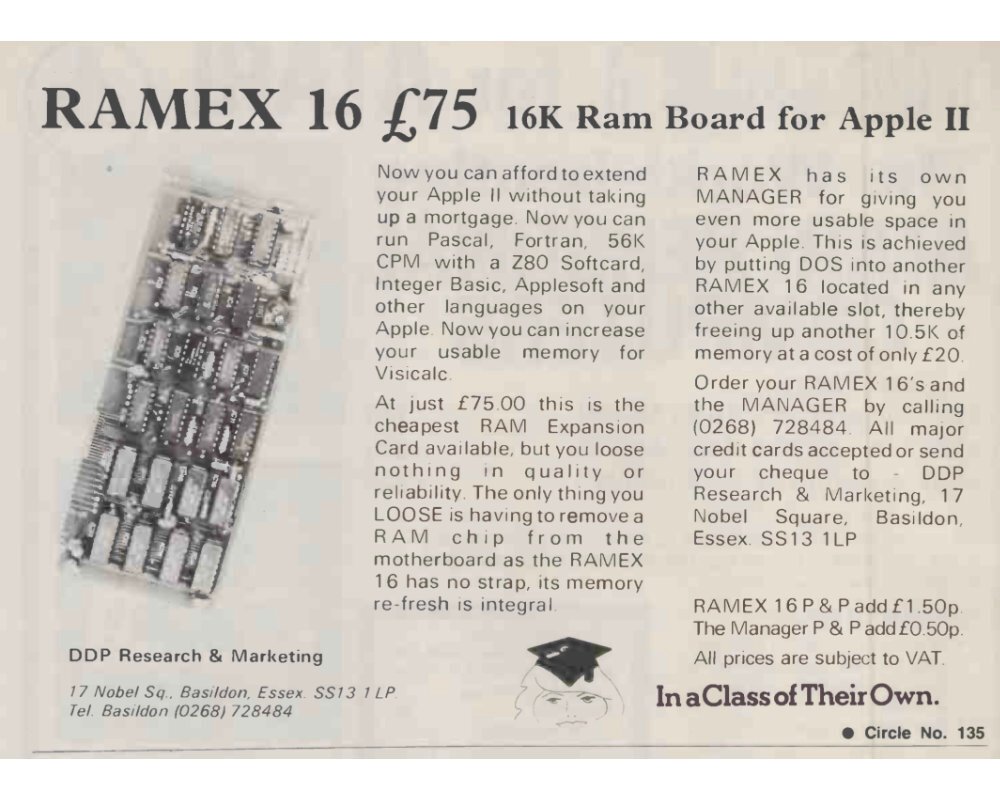 RAMEX 16 £75 16K Ram Board for Apple II
Now you can afford to extend
your Apple II without taking
up a mortgage. Now you can
run Pascal, Fortran, 56K
CPM with a Z80 Softcard,
Integer Basic, Applesoft and
other languages on your
Apple. Now you can increase
your usable memory for
Visicalc.
At just £75.00 this is the
cheapest RAM Expansion
Card available, but you loose
nothing in quality or
reliability. The only thing you
LOOSE is having to remove a
RAM chip from the
motherboard as the RAMEX
16 has no strap, its memory
re-fresh is integral.
RAMEX has its own
MANAGER for giving you
even more usable space in
your Apple. This is achieved
by putting DOS into another
RAMEX 16 located in any
other available slot, thereby
freeing up another 10.5K of
memory at a cost of only £20.
Order your RAMEX 16's and
the MANAGER by calling
(0268) 728484. All major
credit cards accepted or send
your cheque to - DDP
Research & Marketing, 17
Nobel Square, Basildon,
Essex. SS13 1LP
RAMEX 16 P & P add £1.50p.
The Manager P & P add £0.50p.
All prices are subject to VAT.
DDP Research & Marketing
17 Nobel Sq., Basildon, Essex. SS13 1LP.
Tel. Basildon (0268) 728484
In a Class of Their Own.
● Circle No. 135